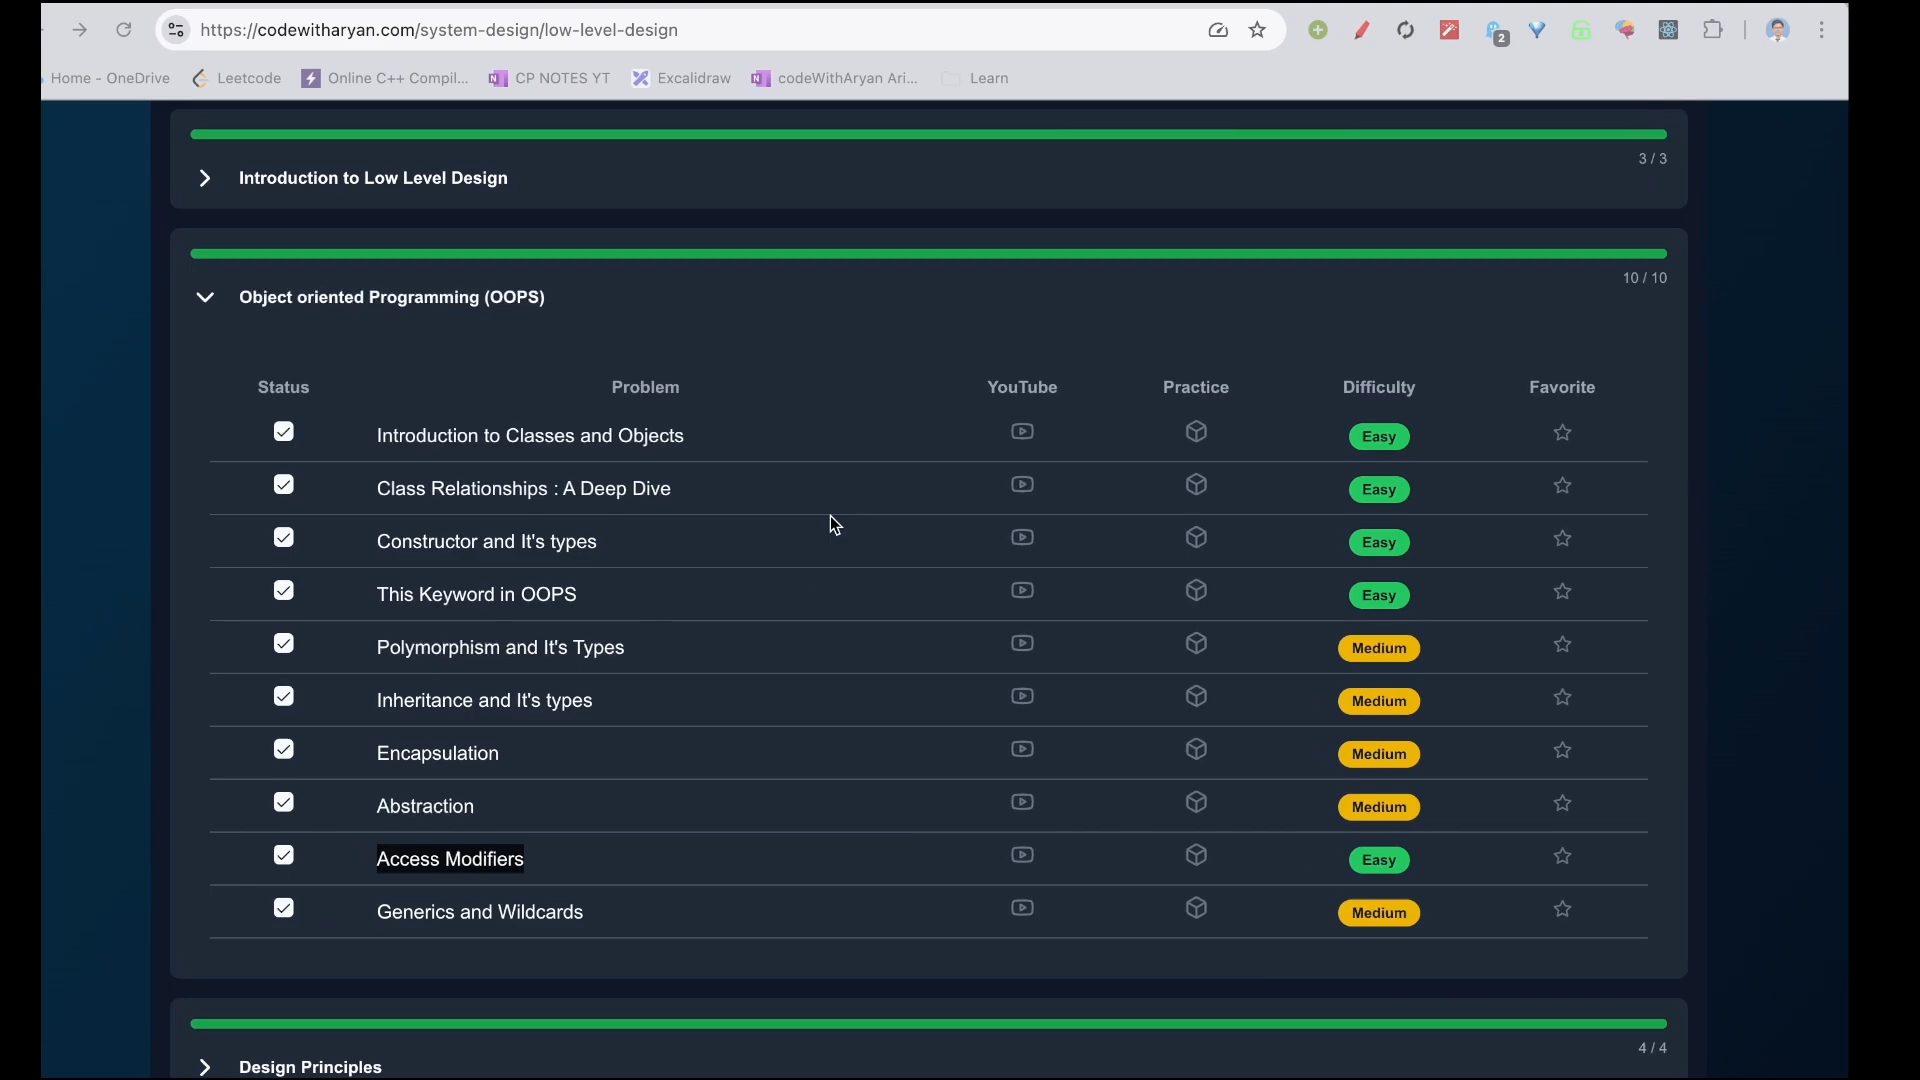 https://codewitharyan.com/system-design/low-level-design
2
Home - OneDrive Leetcode Online C++ Compil... CP NOTES YT Excalidraw codeWithAryan Ari... Learn
3 / 3
Introduction to Low Level Design
10 / 10
Object oriented Programming (OOPS)
Status Problem YouTube Practice Difficulty Favorite
Introduction to Classes and Objects Easy
Class Relationships : A Deep Dive Easy
Constructor and It's types Easy
This Keyword in OOPS Easy
Polymorphism and It's Types Medium
Inheritance and It's types Medium
Encapsulation Medium
Abstraction Medium
Access Modifiers Easy
Generics and Wildcards Medium
4 / 4
Design Principles